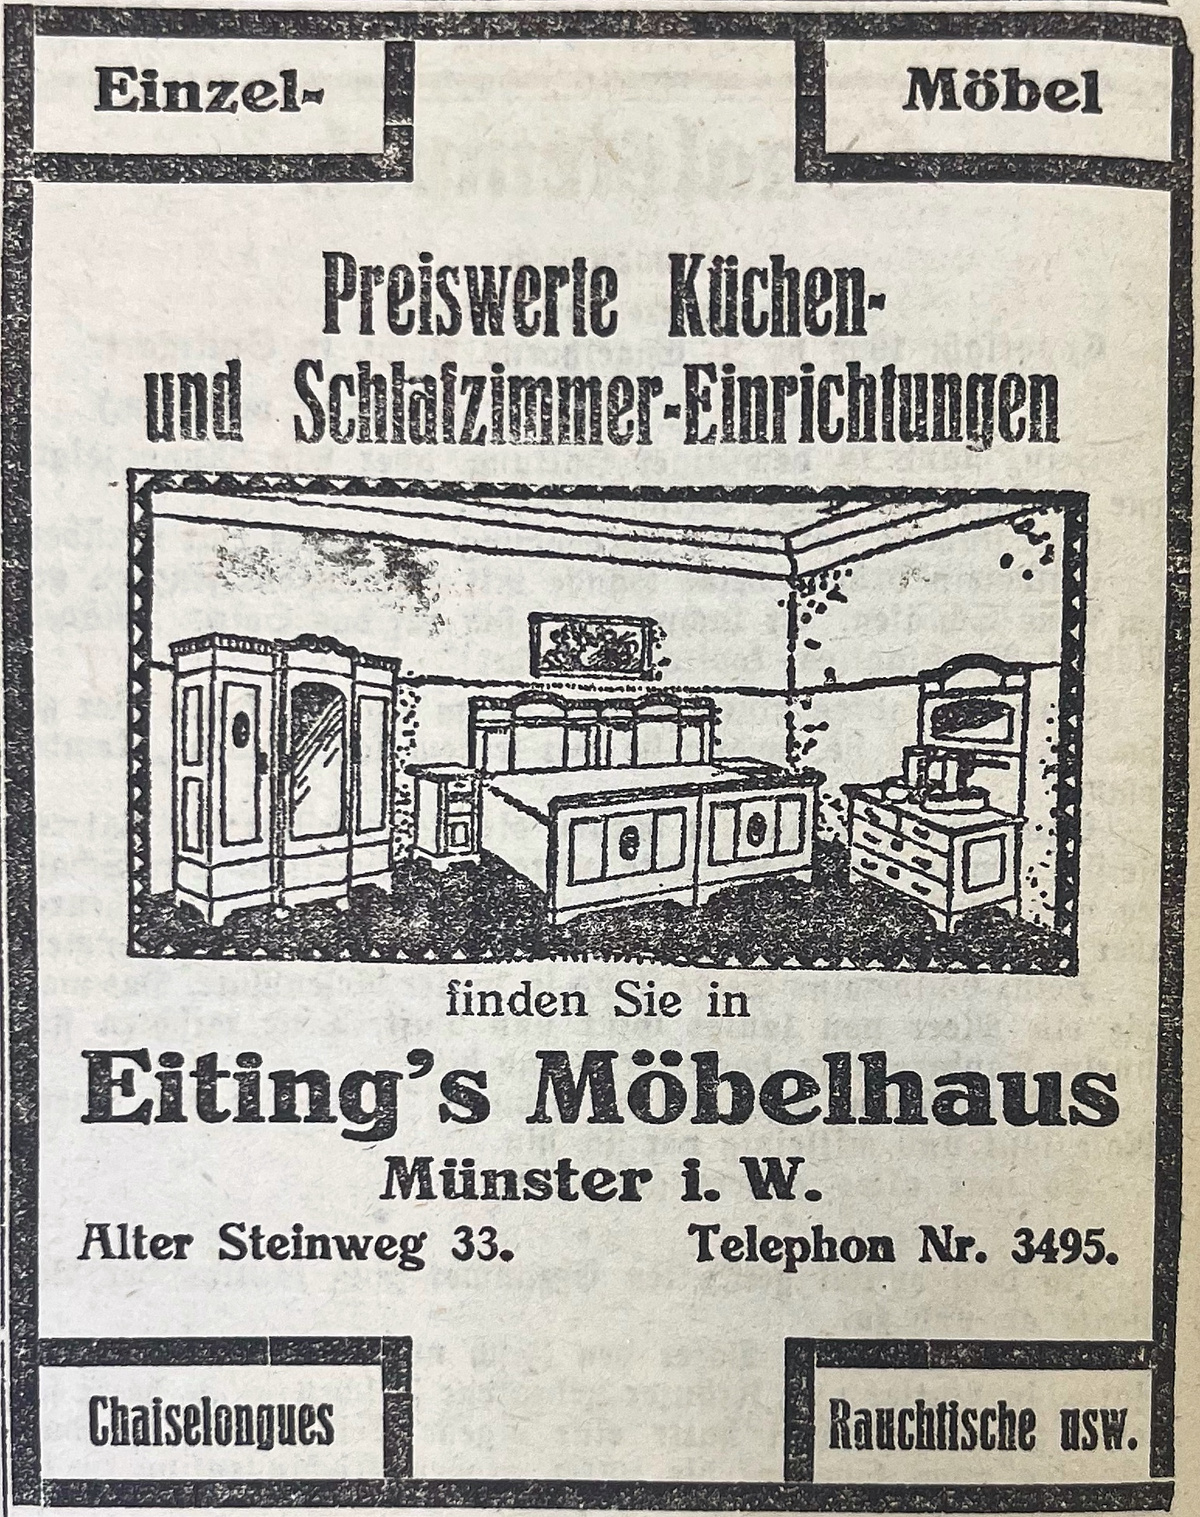 Einzel-
Möbel
Preiswerte Küchen-
und Schlafzimmer-Einrichtungen
finden Sie in
Eiting's Möbelhaus
Münster i. W.
Alter Steinweg 33. Telephon Nr. 3495.
Chaiselongues
Rauchtische usw.